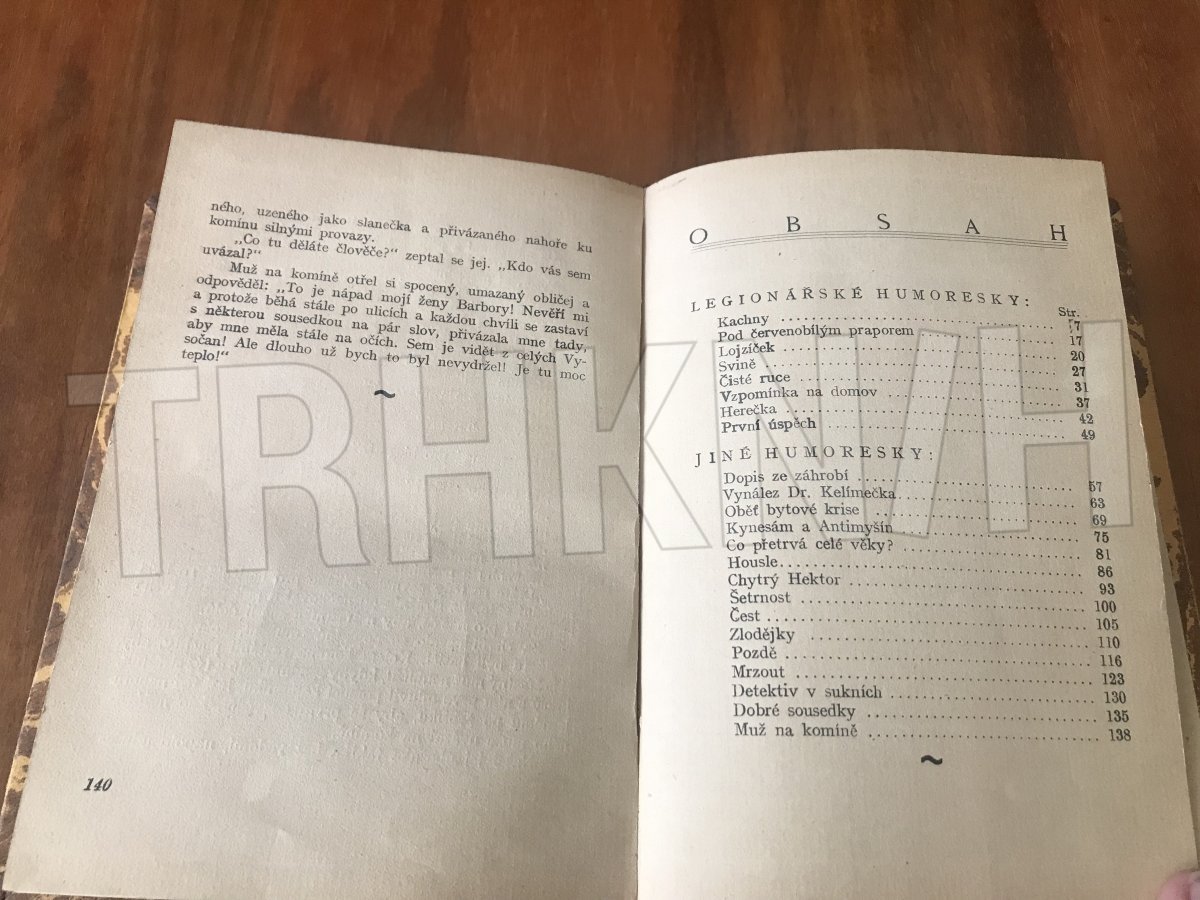 ného, uzeného jako slanečka a přivázaného nahoře ku
komínu silnými provazy.
„Co tu děláte člověče?“ zeptal se jej. „Kdo vás sem
uvázal?“
Muž na komíně otřel si spocený, umazaný obličej a
odpověděl: „To je nápad mojí ženy Barbory! Nevěří mi
a protože běhá stále po ulicích a každou chvíli se zastaví
s některou sousedkou na pár slov, přivázala mne tady,
aby mne měla stále na očích. Sem je vidět z celých Vy-
sočan! Ale dlouho už bych to byl nevydržel! Je tu moc
teplo!“
~
140
OBSAH
LEGIONÁŘSKÉ HUMORESKY:
Str.
Kachny 7
Pod červenobílým praporem 17
Lojzíček 20
Svině 27
Čisté ruce 31
Vzpomínka na domov 37
Herečka 42
První úspěch 49
JINÉ HUMORESKY:
Dopis ze záhrobí 57
Vynález Dr. Kelímečka 63
Oběť bytové krise 69
Kynesám a Antimyšín 75
Co přetrvá celé věky? 81
Housle 86
Chytrý Hektor 93
Šetrnost 100
Čest 105
Zlodějky 110
Pozdě 116
Mrzout 123
Detektiv v sukních 130
Dobré sousedky 135
Muž na komíně 138
~
TRHKNIH